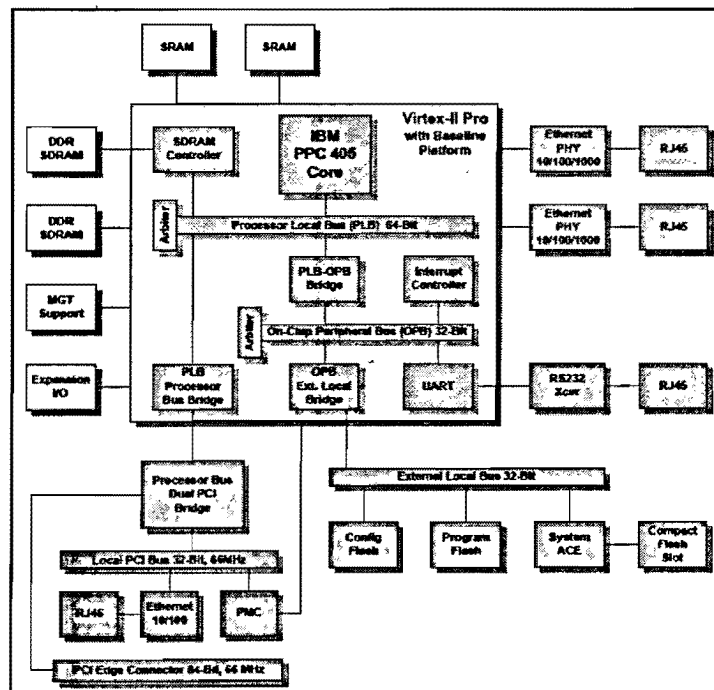 SRAM
SRAM
Virtex-II Pro
with Baseline
Platform
DDR
SDRAM
SDRAM
Controller
IBM
PPC 405
Core
Ethernet
PHY
10/100/1000
RJ45
DDR
SDRAM
Arbiter
Processor Local Bus (PLB) 64-Bit
Ethernet
PHY
10/100/1000
RJ45
MGT
Support
PLB-OPB
Bridge
Interrupt
Controller
Arbiter
On-Chip Peripheral Bus (OPB) 32-Bit
Expansion
I/O
PLB
Processor
Bus Bridge
OPB
Ext. Local
Bridge
UART
RS232
Xcvr
RJ45
Processor Bus
Dual PCI
Bridge
External Local Bus 32-Bit
Config
Flash
Program
Flash
System
ACE
Compact
Flash
Slot
Local PCI Bus 32-Bit, 66MHz
RJ45
Ethernet
10/100
PMC
PCI Edge Connector 64-Bit, 66 MHz